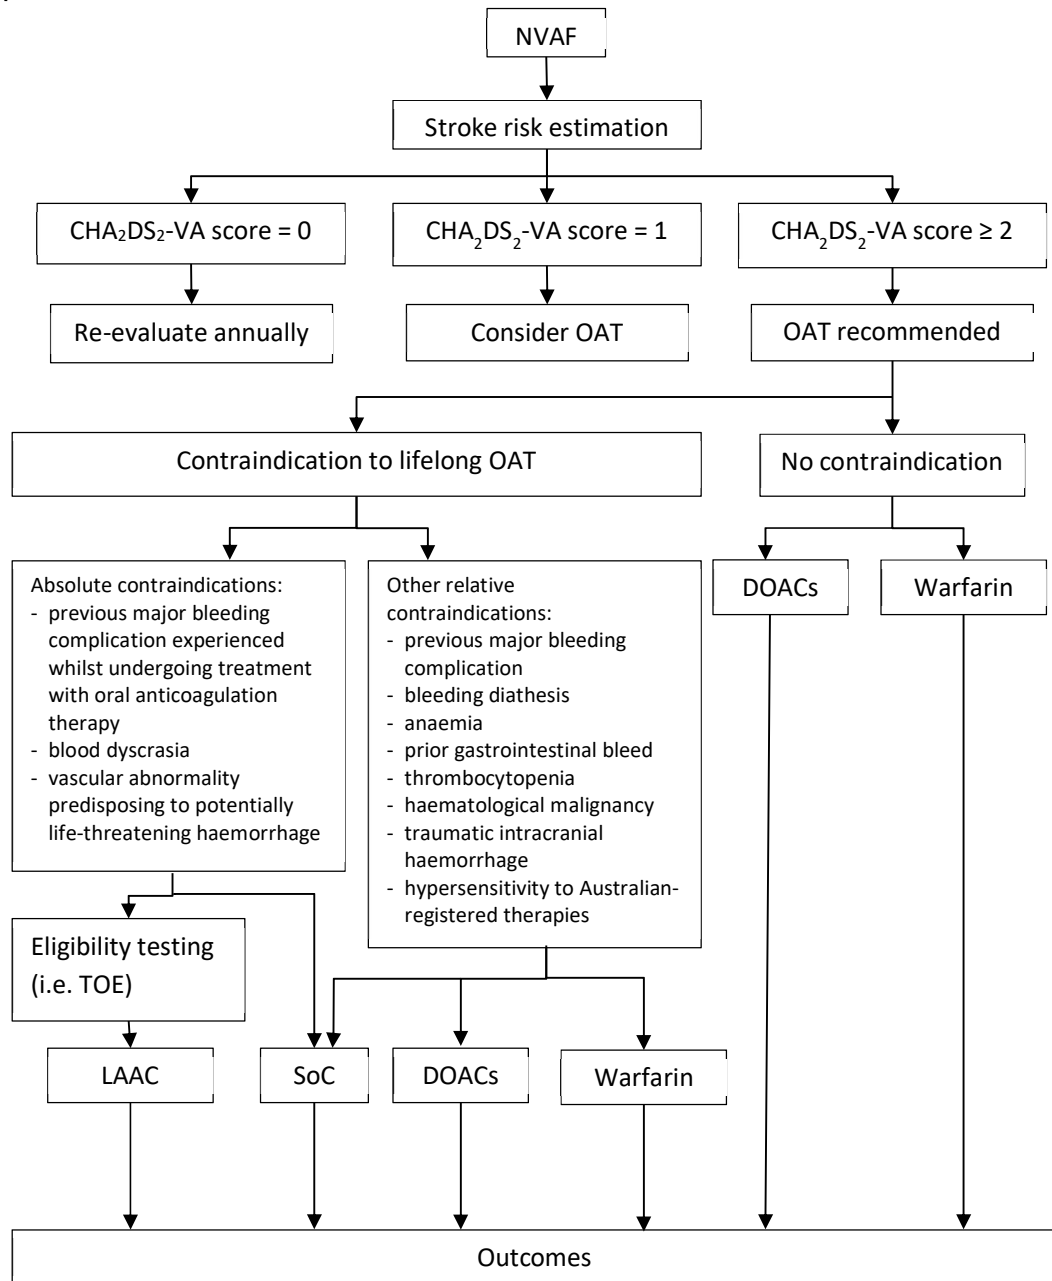 NVAF
Stroke risk estimation
CHA₂DS₂-VA score = 0
CHA₂DS₂-VA score = 1
CHA₂DS₂-VA score ≥ 2
Re-evaluate annually
Consider OAT
OAT recommended
Contraindication to lifelong OAT
No contraindication
Absolute contraindications:
- previous major bleeding
complication experienced
whilst undergoing treatment
with oral anticoagulation
therapy
- blood dyscrasia
- vascular abnormality
predisposing to potentially
life-threatening haemorrhage
Other relative
contraindications:
- previous major bleeding
complication
- bleeding diathesis
- anaemia
- prior gastrointestinal bleed
- thrombocytopenia
- haematological malignancy
- traumatic intracranial
haemorrhage
- hypersensitivity to Australian-
registered therapies
DOACs
Warfarin
Eligibility testing
(i.e. TOE)
LAAC
SoC
DOACs
Warfarin
Outcomes